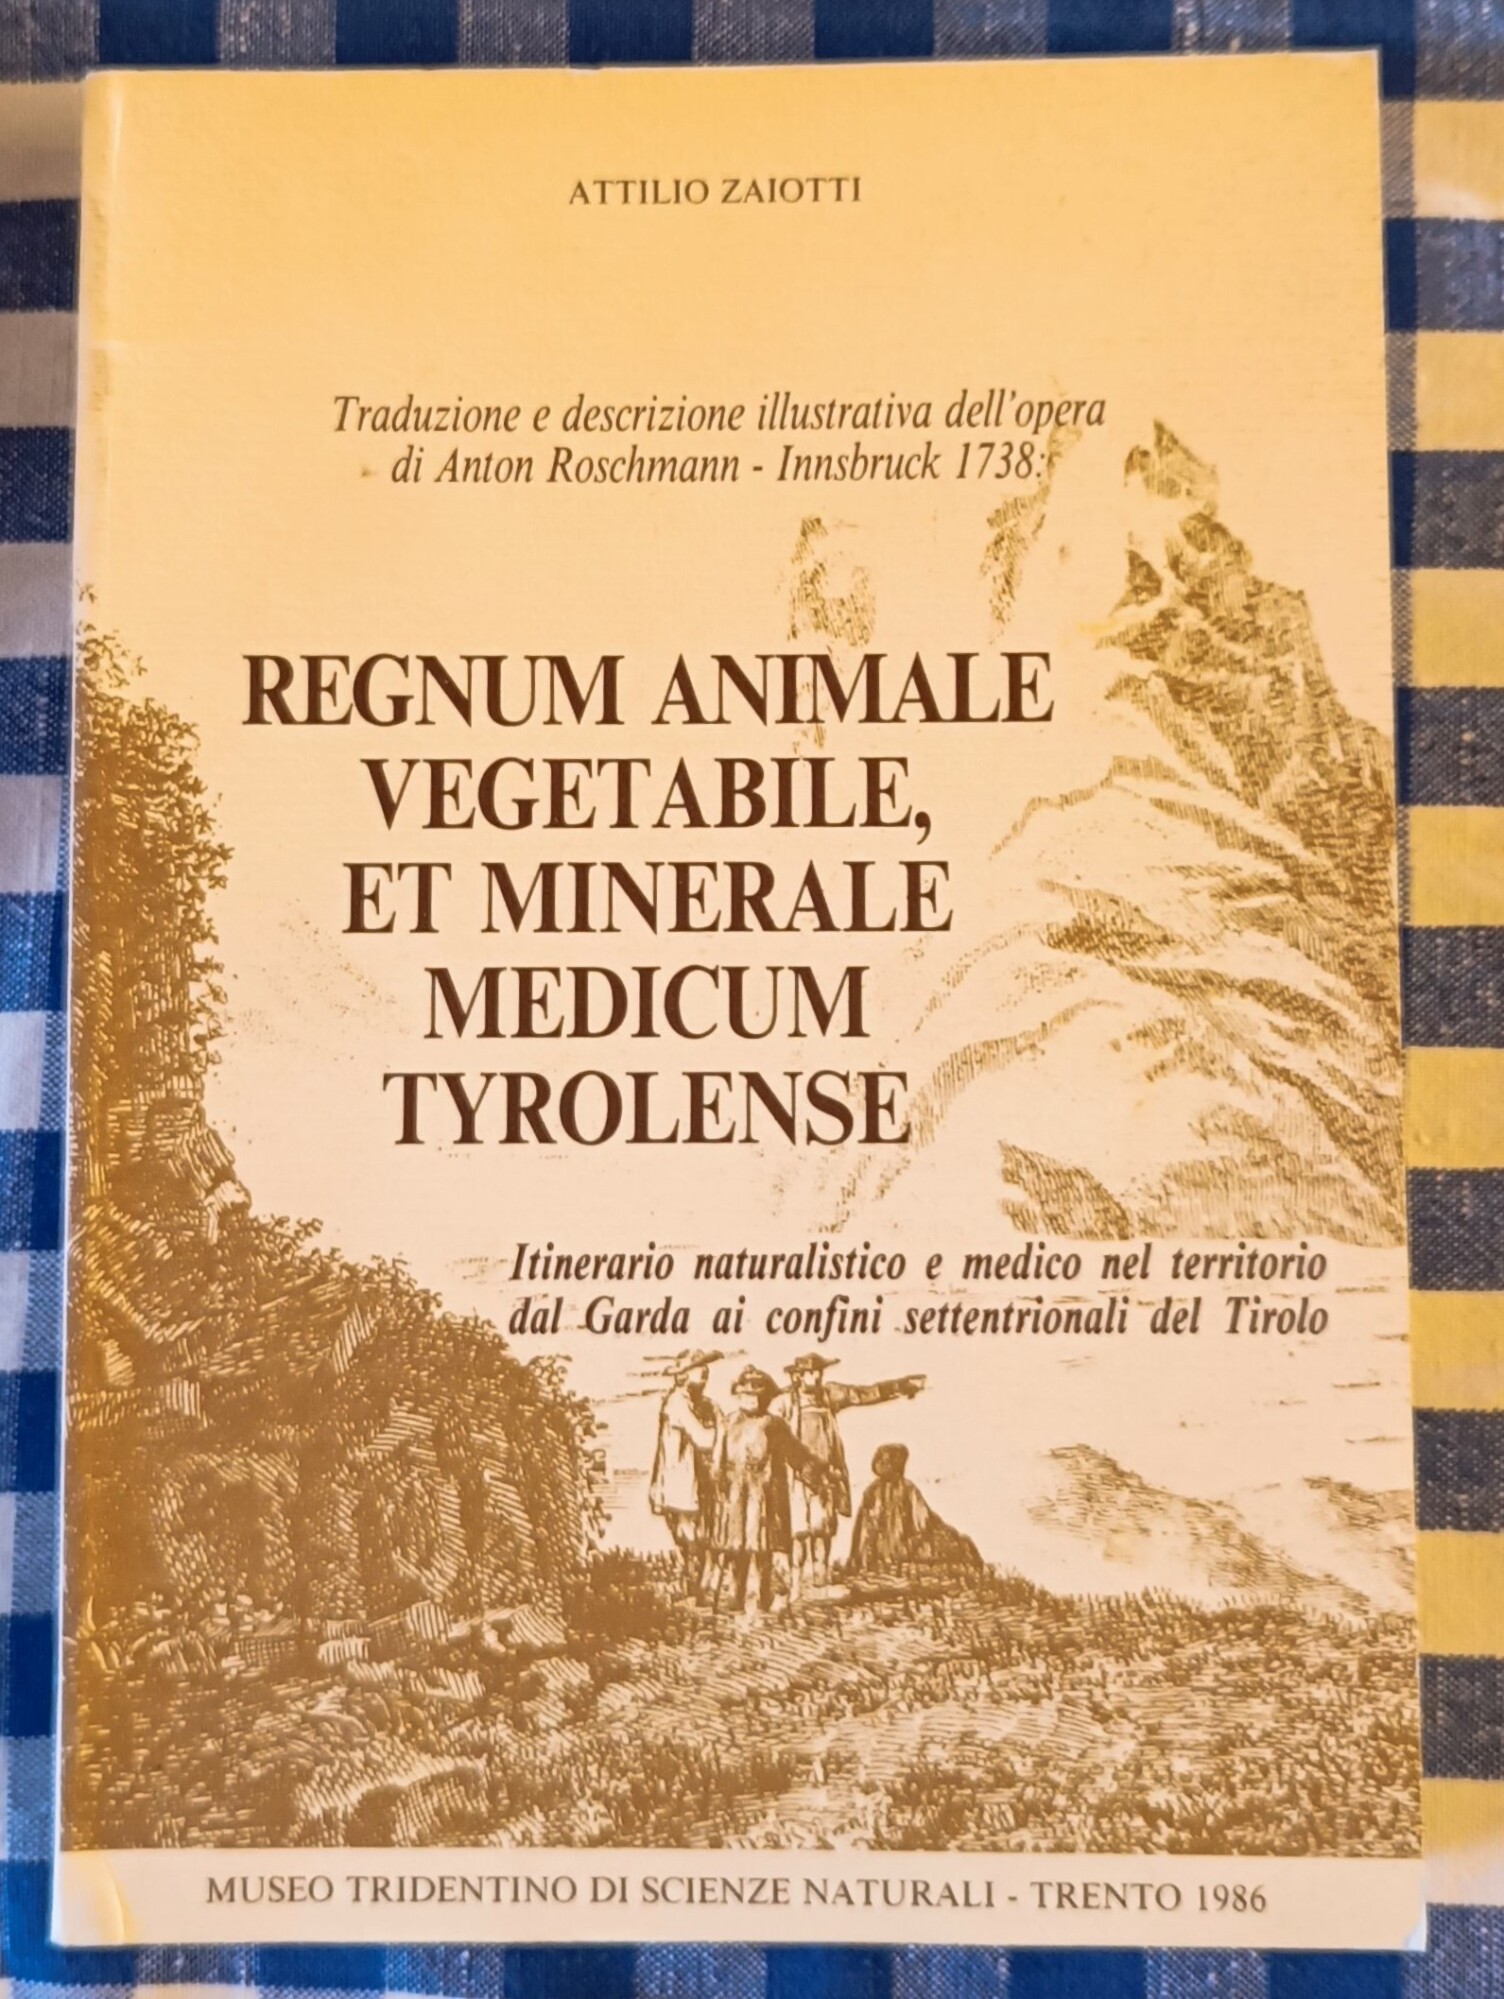 ATTILIO ZAIOTTI
Traduzione e descrizione illustrativa dell'opera
di Anton Roschmann - Innsbruck 1738:
REGNUM ANIMALE
VEGETABILE,
ET MINERALE
MEDICUM
TYROLENSE
Itinerario naturalistico e medico nel territorio
dal Garda ai confini settentrionali del Tirolo
MUSEO TRIDENTINO DI SCIENZE NATURALI - TRENTO 1986